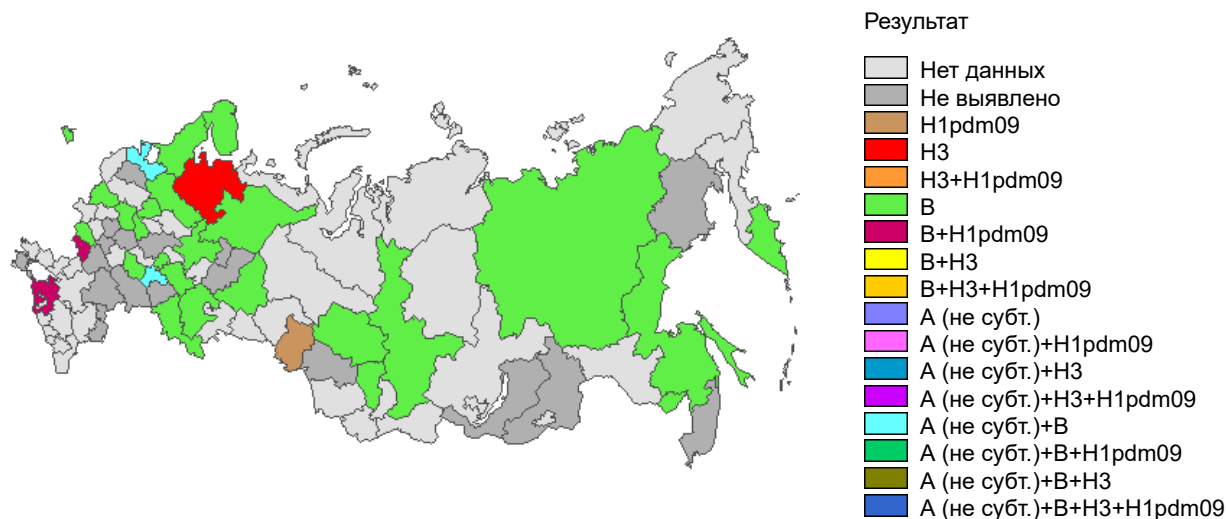 Результат
Нет данных
Не выявлено
H1pdm09
H3
H3+H1pdm09
B
B+H1pdm09
B+H3
B+H3+H1pdm09
А (не субт.)
А (не субт.)+H1pdm09
А (не субт.)+H3
А (не субт.)+H3+H1pdm09
А (не субт.)+B
А (не субт.)+B+H1pdm09
А (не субт.)+B+H3
А (не субт.)+B+H3+H1pdm09